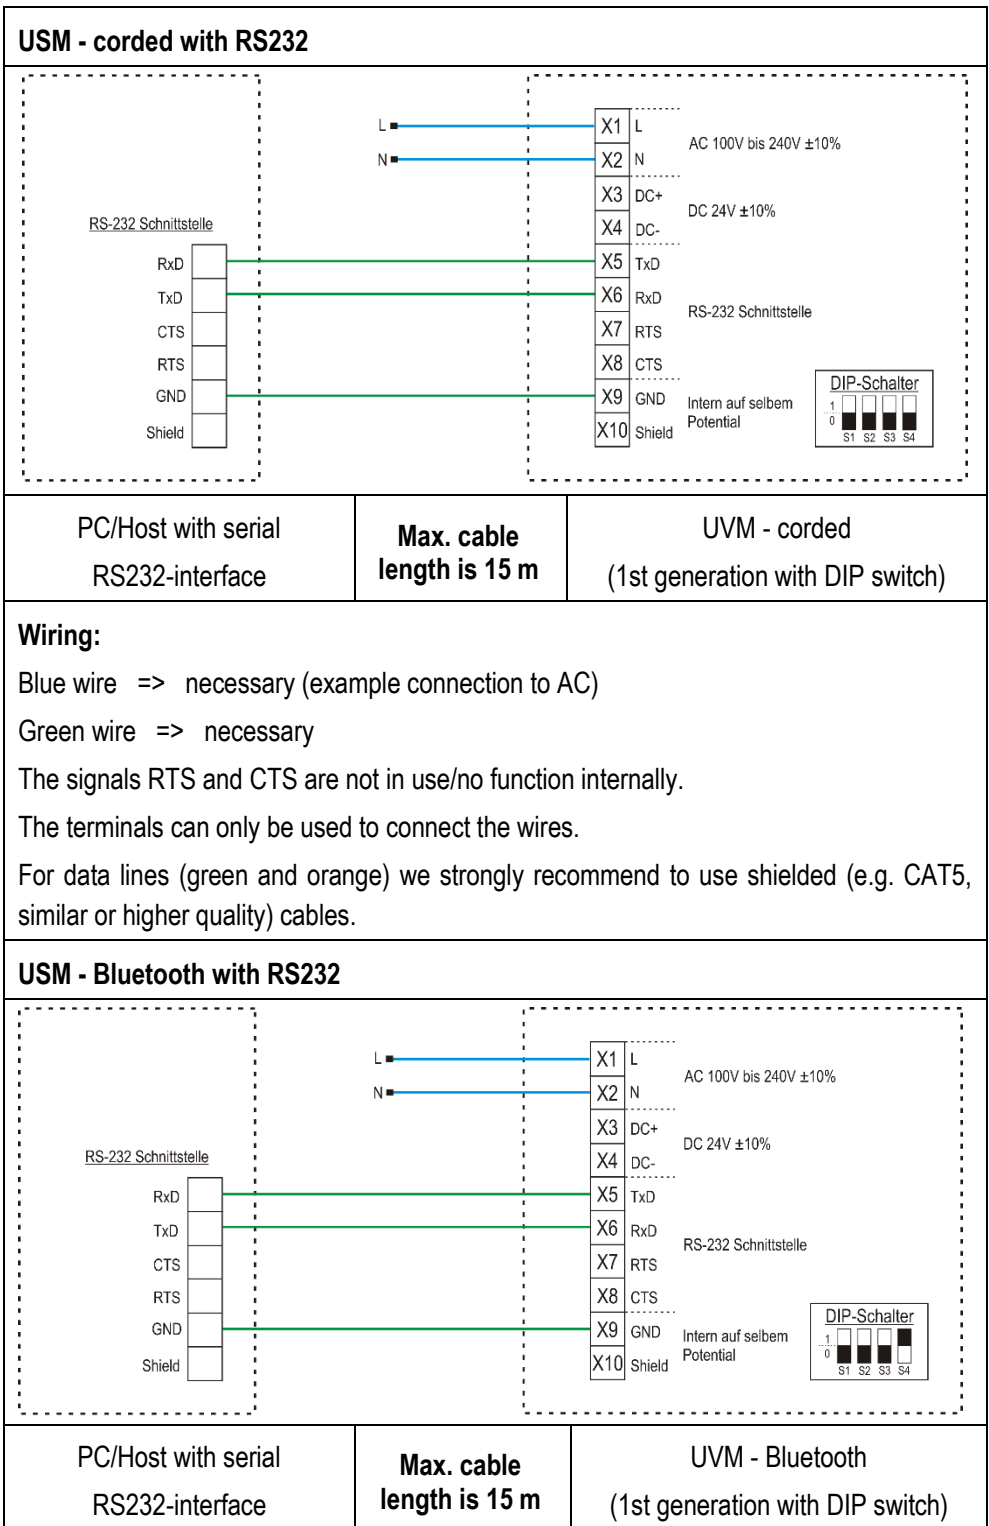 USM - corded with RS232
L
N
X1 L
X2 N
AC 100V bis 240V ±10%
X3 DC+
X4 DC-
DC 24V ±10%
RS-232 Schnittstelle
RxD
TxD
CTS
RTS
GND
Shield
X5 TxD
X6 RxD
X7 RTS
X8 CTS
RS-232 Schnittstelle
X9 GND
X10 Shield
Intern auf selbem
Potential
DIP-Schalter
1
0
S1 S2 S3 S4
PC/Host with serial
RS232-interface
Max. cable
length is 15 m
UVM - corded
(1st generation with DIP switch)
Wiring:
Blue wire => necessary (example connection to AC)
Green wire => necessary
The signals RTS and CTS are not in use/no function internally.
The terminals can only be used to connect the wires.
For data lines (green and orange) we strongly recommend to use shielded (e.g. CAT5,
similar or higher quality) cables.
USM - Bluetooth with RS232
L
N
X1 L
X2 N
AC 100V bis 240V ±10%
X3 DC+
X4 DC-
DC 24V ±10%
RS-232 Schnittstelle
RxD
TxD
CTS
RTS
GND
Shield
X5 TxD
X6 RxD
X7 RTS
X8 CTS
RS-232 Schnittstelle
X9 GND
X10 Shield
Intern auf selbem
Potential
DIP-Schalter
1
0
S1 S2 S3 S4
PC/Host with serial
RS232-interface
Max. cable
length is 15 m
UVM - Bluetooth
(1st generation with DIP switch)